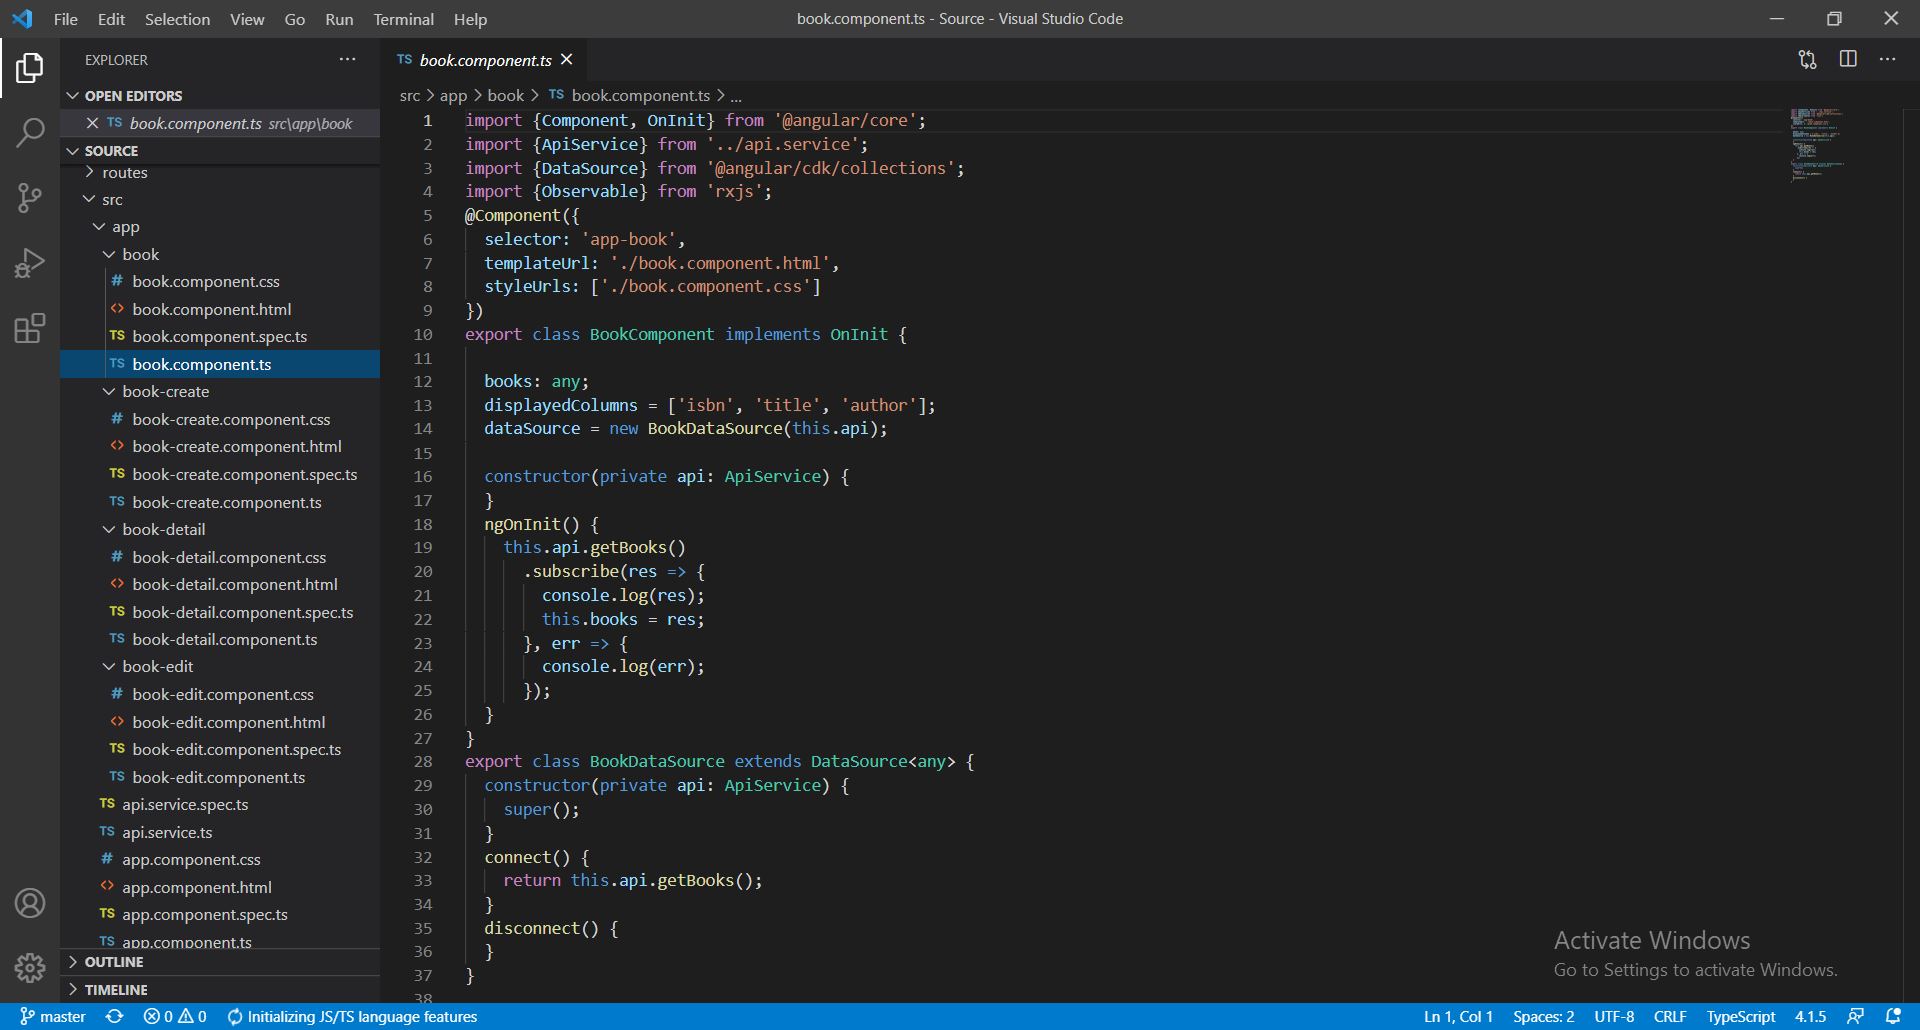 File Edit Selection View Go Run Terminal Help
book.component.ts - Source - Visual Studio Code
EXPLORER
OPEN EDITORS
TS book.component.ts src\app\book
SOURCE
routes
src
app
book
# book.component.css
<> book.component.html
TS book.component.spec.ts
TS book.component.ts
book-create
# book-create.component.css
<> book-create.component.html
TS book-create.component.spec.ts
TS book-create.component.ts
book-detail
# book-detail.component.css
<> book-detail.component.html
TS book-detail.component.spec.ts
TS book-detail.component.ts
book-edit
# book-edit.component.css
<> book-edit.component.html
TS book-edit.component.spec.ts
TS book-edit.component.ts
TS api.service.spec.ts
TS api.service.ts
# app.component.css
<> app.component.html
TS app.component.spec.ts
TS app.component.ts
OUTLINE
TIMELINE
TS book.component.ts
src > app > book > TS book.component.ts > ...
1 import {Component, OnInit} from '@angular/core';
2 import {ApiService} from '../api.service';
3 import {DataSource} from '@angular/cdk/collections';
4 import {Observable} from 'rxjs';
5 @Component({
6   selector: 'app-book',
7   templateUrl: './book.component.html',
8   styleUrls: ['./book.component.css']
9 })
10 export class BookComponent implements OnInit {
11
12   books: any;
13   displayedColumns = ['isbn', 'title', 'author'];
14   dataSource = new BookDataSource(this.api);
15
16   constructor(private api: ApiService) {
17   }
18   ngOnInit() {
19     this.api.getBooks()
20       .subscribe(res => {
21         console.log(res);
22         this.books = res;
23       }, err => {
24         console.log(err);
25       });
26   }
27 }
28 export class BookDataSource extends DataSource<any> {
29   constructor(private api: ApiService) {
30     super();
31   }
32   connect() {
33     return this.api.getBooks();
34   }
35   disconnect() {
36   }
37 }
38
Activate Windows
Go to Settings to activate Windows.
master 0 0 Initializing JS/TS language features
Ln 1, Col 1 Spaces: 2 UTF-8 CRLF TypeScript 4.1.5